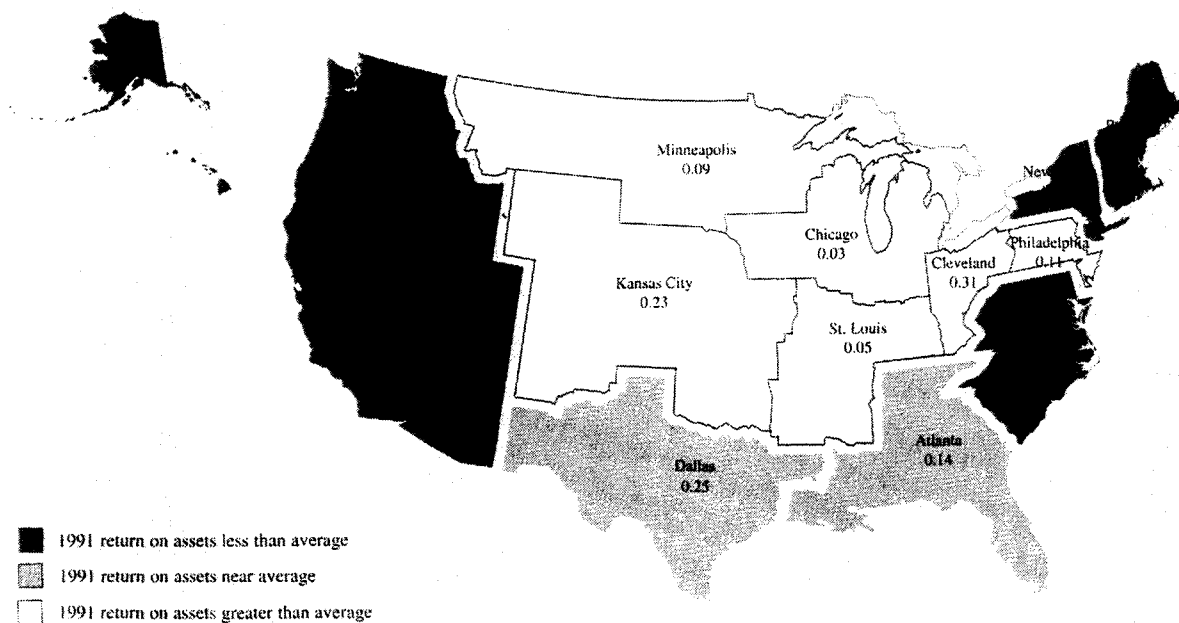 Minneapolis
0.09
New
Chicago
0.03
Philadelphia
0.11
Cleveland
0.31
Kansas City
0.23
St. Louis
0.05
Atlanta
0.14
Dallas
0.25
1991 return on assets less than average
1991 return on assets near average
1991 return on assets greater than average